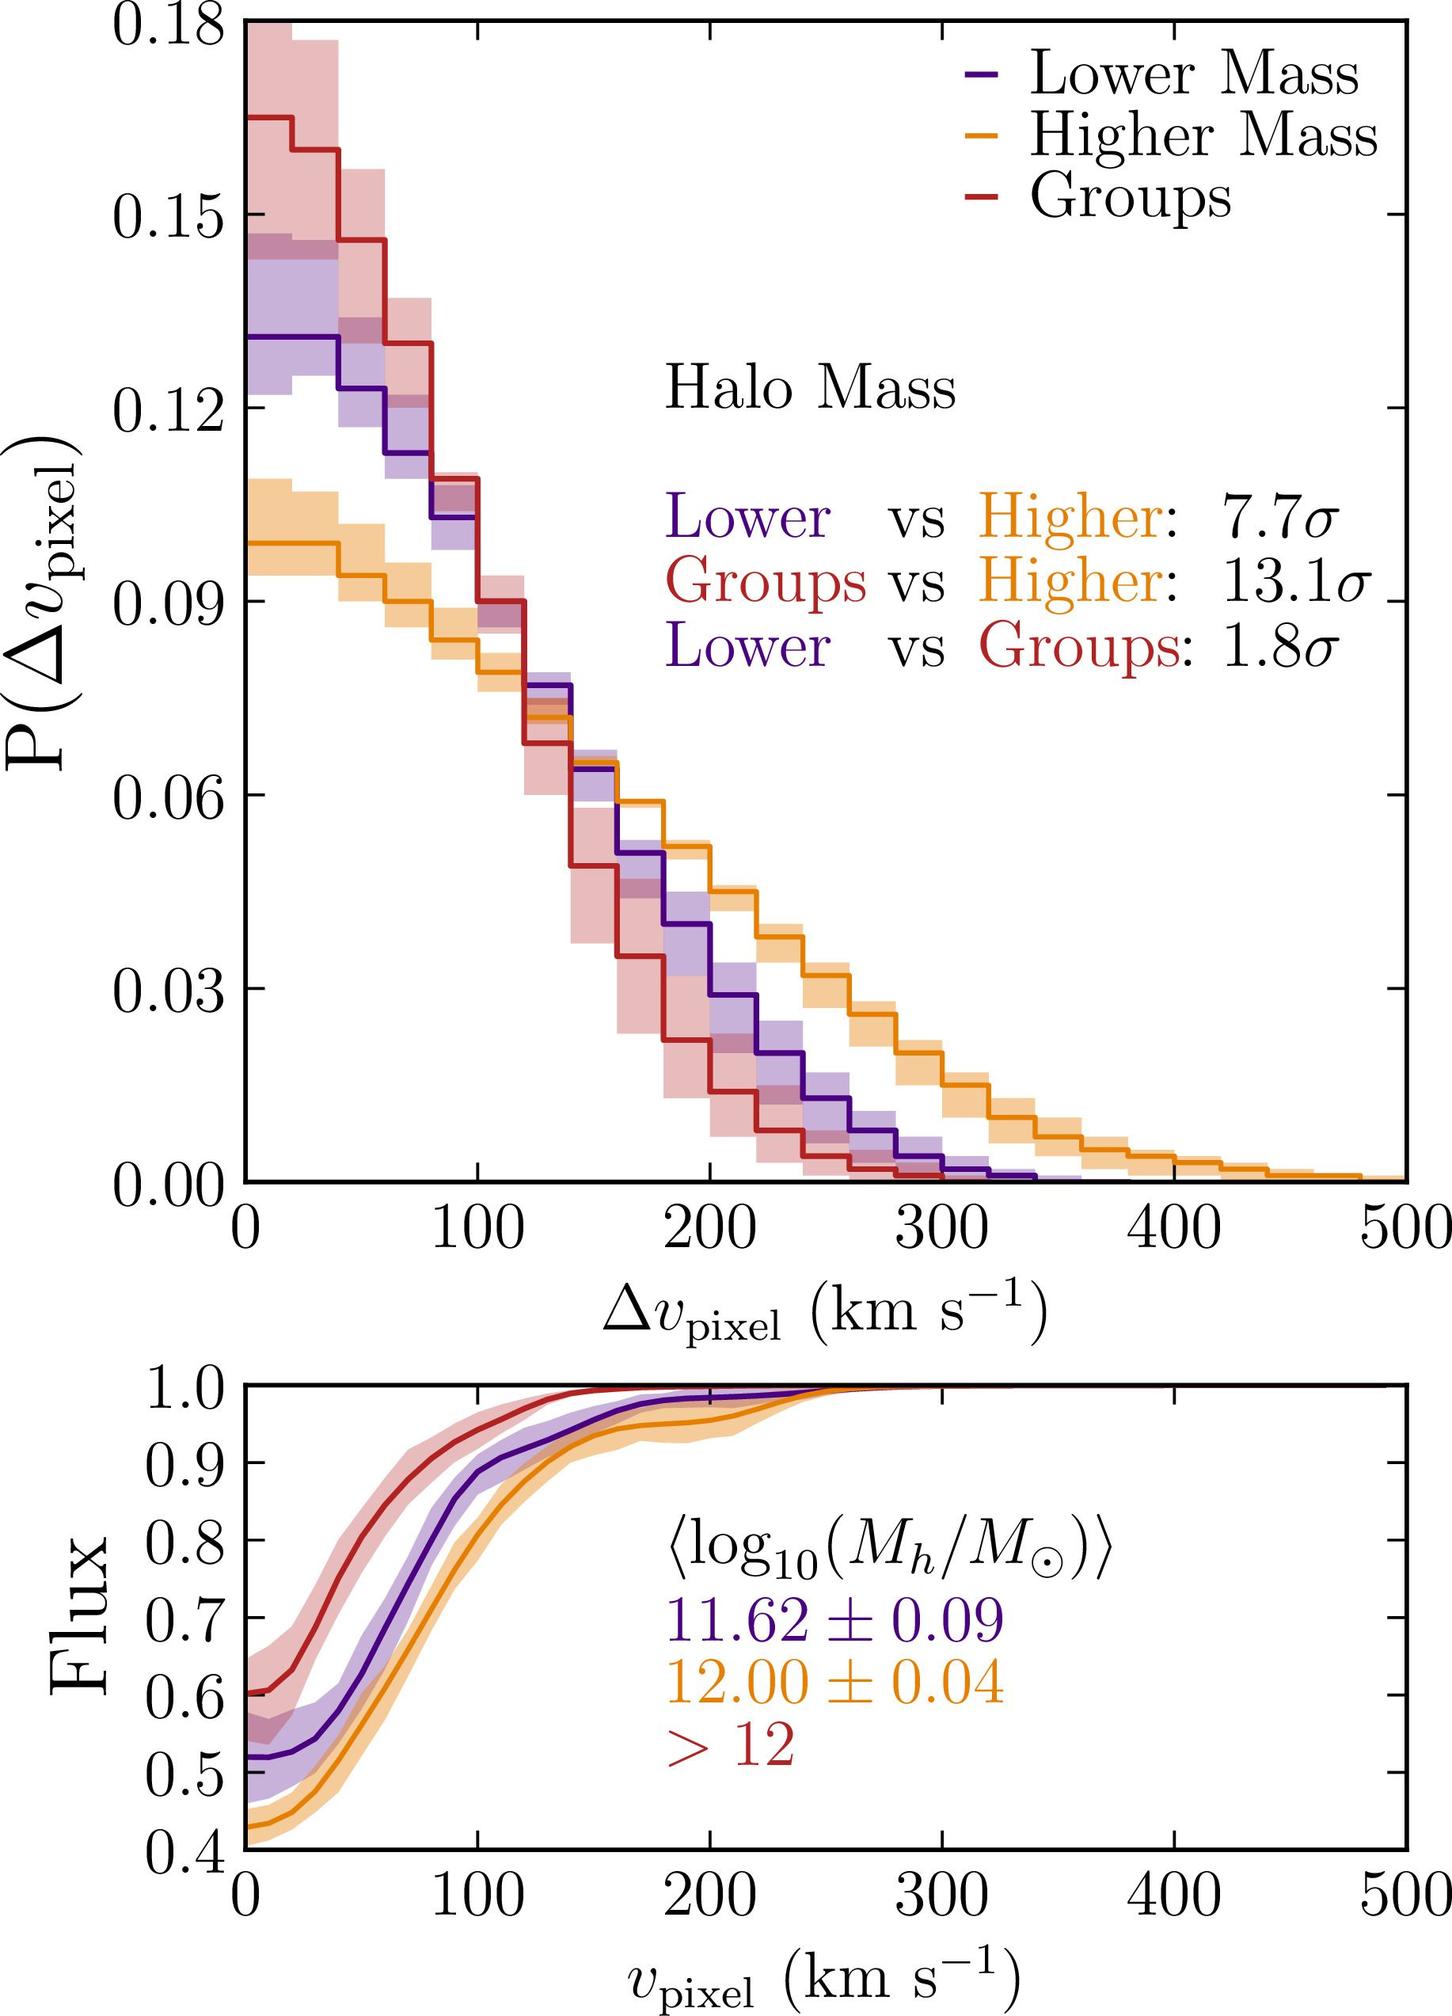 0.18
0.15
0.12
0.09
0.06
0.03
0.00
P(Δv_pixel)
Lower Mass
Higher Mass
Groups
Halo Mass
Lower vs Higher: 7.7σ
Groups vs Higher: 13.1σ
Lower vs Groups: 1.8σ
0 100 200 300 400 500
Δv_pixel (km s⁻¹)
1.0
0.9
0.8
0.7
0.6
0.5
0.4
Flux
⟨log₁₀(M_h/M_⊙)⟩
11.62 ± 0.09
12.00 ± 0.04
> 12
0 100 200 300 400 500
v_pixel (km s⁻¹)